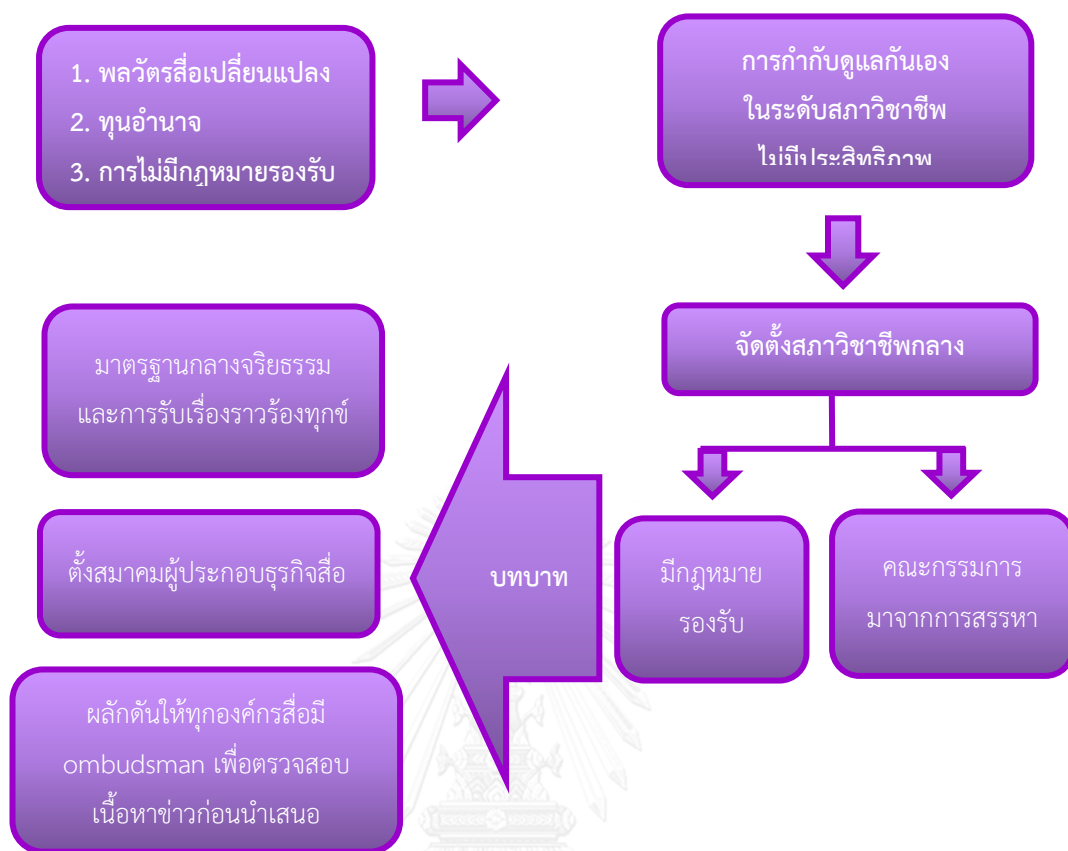 1. พลวัตรสื่อเปลี่ยนแปลง
2. ทุนอำนาจ
3. การไม่มีกฎหมายรองรับ
การกำกับดูแลกันเอง
ในระดับสภาวิชาชีพ
ไม่มีประสิทธิภาพ
จัดตั้งสภาวิชาชีพกลาง
มีกฎหมาย
รองรับ
คณะกรรมการ
มาจากการสรรหา
บทบาท
มาตรฐานกลางจริยธรรม
และการรับเรื่องราวร้องทุกข์
ตั้งสมาคมผู้ประกอบธุรกิจสื่อ
ผลักดันให้ทุกองค์กรสื่อมี
ombudsman เพื่อตรวจสอบ
เนื้อหาข่าวก่อนนำเสนอ